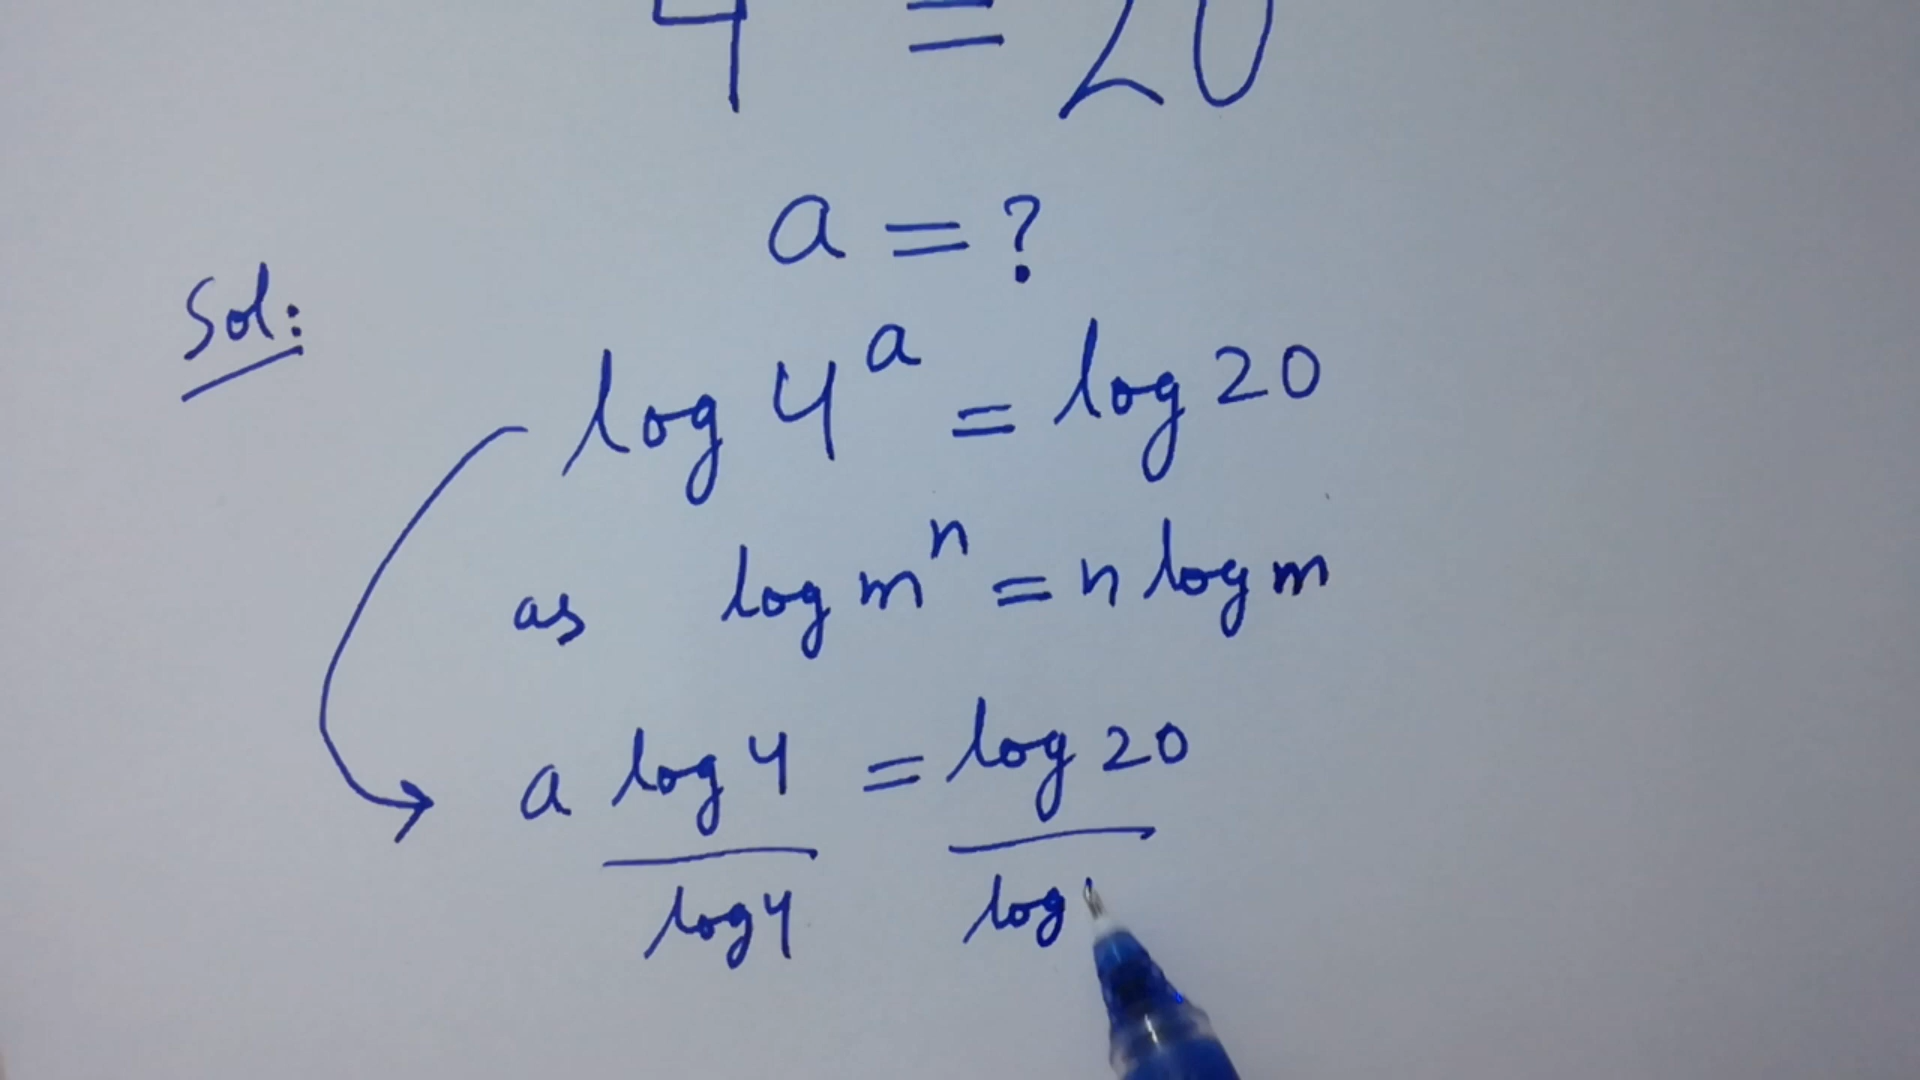 4 = 20
a = ?
Sol:
log 4^a = log 20
as log m^n = n log m
a log 4 = log 20
log 4 log